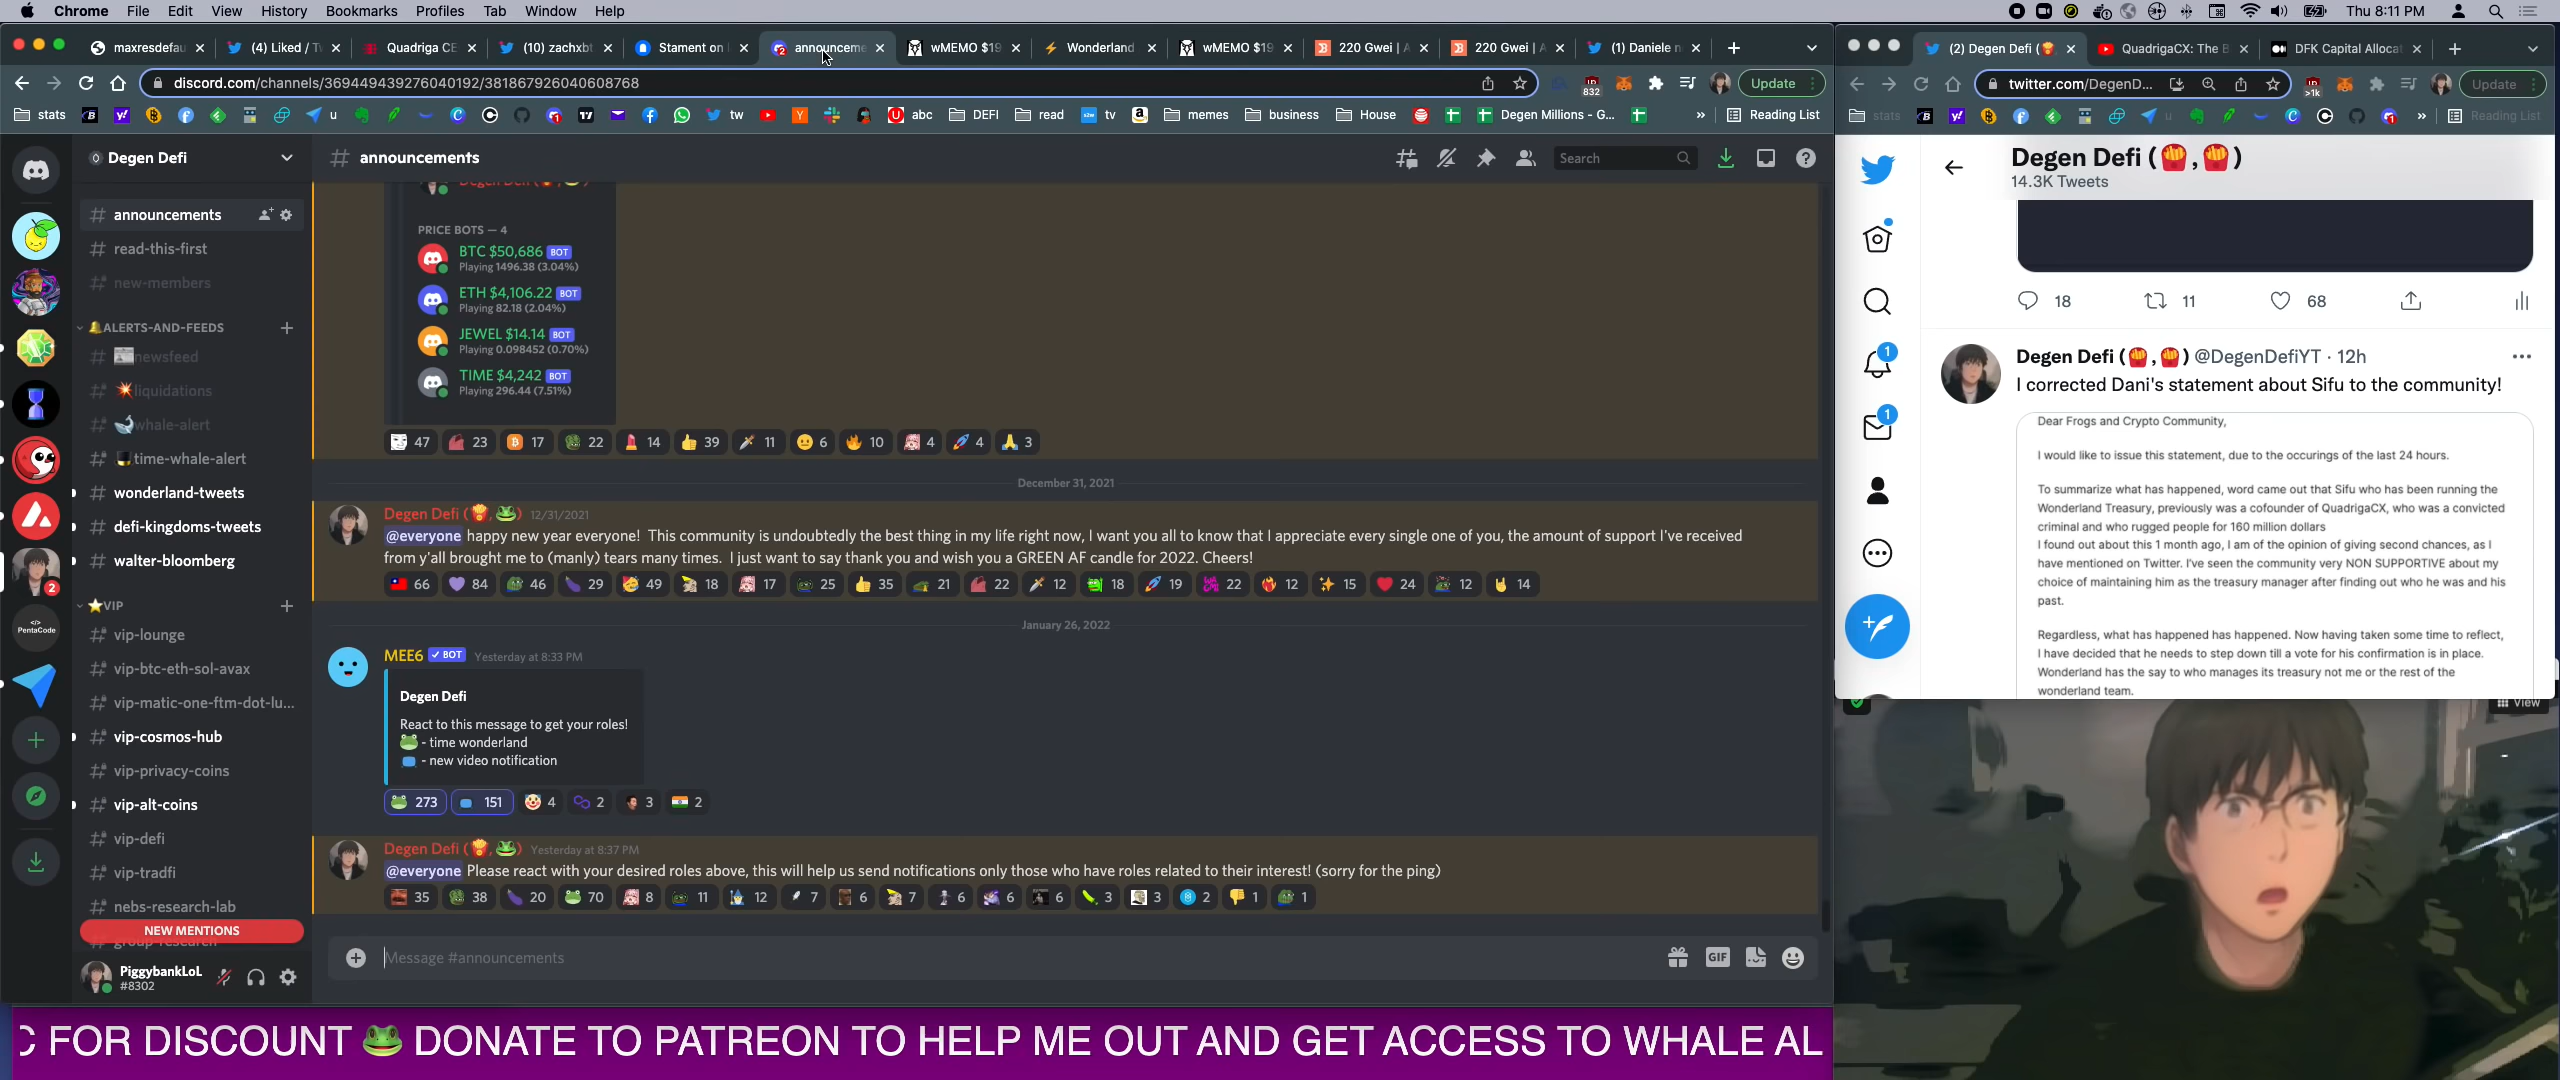 Chrome File Edit View History Bookmarks Profiles Tab Window Help
Thu 8:11 PM
maxresdefau (4) Liked / Tw Quadriga CE (10) zachxbt Stament on announceme wMEMO $19 Wonderland wMEMO $19 220 Gwei | A 220 Gwei | A (1) Daniele n
discord.com/channels/369449439276040192/381867926040608768
832
Update
stats u tw abc DEFI read tv memes business House Degen Millions - G... » Reading List
Degen Defi
announcements
Search
announcements
read-this-first
new-members
ALERTS-AND-FEEDS
newsfeed
liquidations
whale-alert
time-whale-alert
wonderland-tweets
defi-kingdoms-tweets
walter-bloomberg
VIP
vip-lounge
vip-btc-eth-sol-avax
vip-matic-one-ftm-dot-lu...
vip-cosmos-hub
vip-privacy-coins
vip-alt-coins
vip-defi
vip-tradfi
nebs-research-lab
NEW MENTIONS
group-research
PiggybankLoL
#8302
2
PentaCode
Degen Defi
PRICE BOTS — 4
BTC $50,686 BOT
Playing 1496.38 (3.04%)
ETH $4,106.22 BOT
Playing 82.18 (2.04%)
JEWEL $14.14 BOT
Playing 0.098452 (0.70%)
TIME $4,242 BOT
Playing 296.44 (7.51%)
47 23 17 22 14 39 11 6 10 4 4 3
December 31, 2021
Degen Defi (🍟, 🐸) 12/31/2021
@everyone happy new year everyone! This community is undoubtedly the best thing in my life right now, I want you all to know that I appreciate every single one of you, the amount of support I've received
from y'all brought me to (manly) tears many times. I just want to say thank you and wish you a GREEN AF candle for 2022. Cheers!
66 84 46 29 49 18 17 25 35 21 22 12 18 19 22 12 15 24 12 14
January 26, 2022
MEE6 ✓ BOT Yesterday at 8:33 PM
Degen Defi
React to this message to get your roles!
🐸 - time wonderland
- new video notification
273 151 4 2 3 2
Degen Defi (🍟, 🐸) Yesterday at 8:37 PM
@everyone Please react with your desired roles above, this will help us send notifications only those who have roles related to their interest! (sorry for the ping)
35 38 20 70 8 11 12 7 6 7 6 6 6 3 3 2 1 1
Message #announcements
GIF
C FOR DISCOUNT 🐸 DONATE TO PATREON TO HELP ME OUT AND GET ACCESS TO WHALE AL
(2) Degen Defi (🍟 QuadrigaCX: The B DFK Capital Allocat
twitter.com/DegenD...
>1k
Update
stats u » Reading List
Degen Defi (🍟,🍟)
14.3K Tweets
18 11 68
1
1
Degen Defi (🍟,🍟) @DegenDefiYT · 12h
I corrected Dani's statement about Sifu to the community!
Dear Frogs and Crypto Community,
I would like to issue this statement, due to the occurings of the last 24 hours.
To summarize what has happened, word came out that Sifu who has been running the
Wonderland Treasury, previously was a cofounder of QuadrigaCX, who was a convicted
criminal and who rugged people for 160 million dollars
I found out about this 1 month ago, I am of the opinion of giving second chances, as I
have mentioned on Twitter. I've seen the community very NON SUPPORTIVE about my
choice of maintaining him as the treasury manager after finding out who he was and his
past.
Regardless, what has happened has happened. Now having taken some time to reflect,
I have decided that he needs to step down till a vote for his confirmation is in place.
Wonderland has the say to who manages its treasury not me or the rest of the
wonderland team.
View